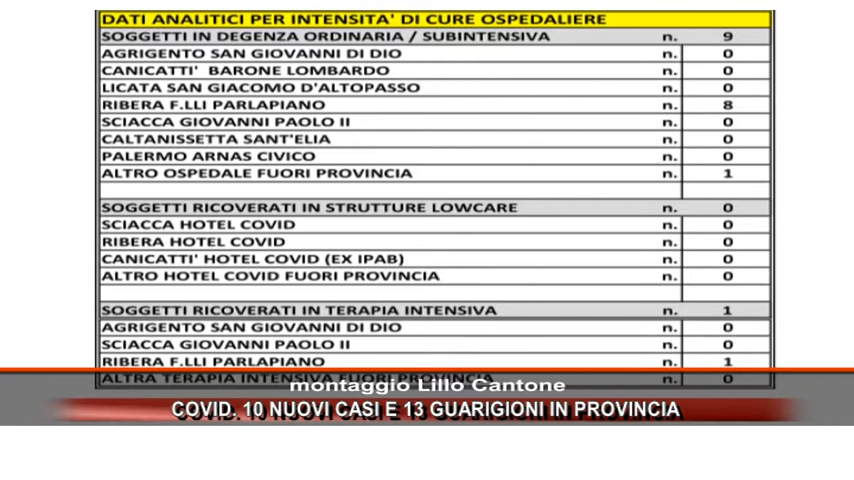 DATI ANALITICI PER INTENSITA' DI CURE OSPEDALIERE
SOGGETTI IN DEGENZA ORDINARIA / SUBINTENSIVA n. 9
AGRIGENTO SAN GIOVANNI DI DIO n. 0
CANICATTI' BARONE LOMBARDO n. 0
LICATA SAN GIACOMO D'ALTOPASSO n. 0
RIBERA F.LLI PARLAPIANO n. 8
SCIACCA GIOVANNI PAOLO II n. 0
CALTANISSETTA SANT'ELIA n. 0
PALERMO ARNAS CIVICO n. 0
ALTRO OSPEDALE FUORI PROVINCIA n. 1
SOGGETTI RICOVERATI IN STRUTTURE LOWCARE n. 0
SCIACCA HOTEL COVID n. 0
RIBERA HOTEL COVID n. 0
CANICATTI' HOTEL COVID (EX IPAB) n. 0
ALTRO HOTEL COVID FUORI PROVINCIA n. 0
SOGGETTI RICOVERATI IN TERAPIA INTENSIVA n. 1
AGRIGENTO SAN GIOVANNI DI DIO n. 0
SCIACCA GIOVANNI PAOLO II n. 0
RIBERA F.LLI PARLAPIANO n. 1
ALTRA TERAPIA INTENSIVA FUORI PROVINCIA n. 0
montaggio Lillo Cantone
COVID. 10 NUOVI CASI E 13 GUARIGIONI IN PROVINCIA